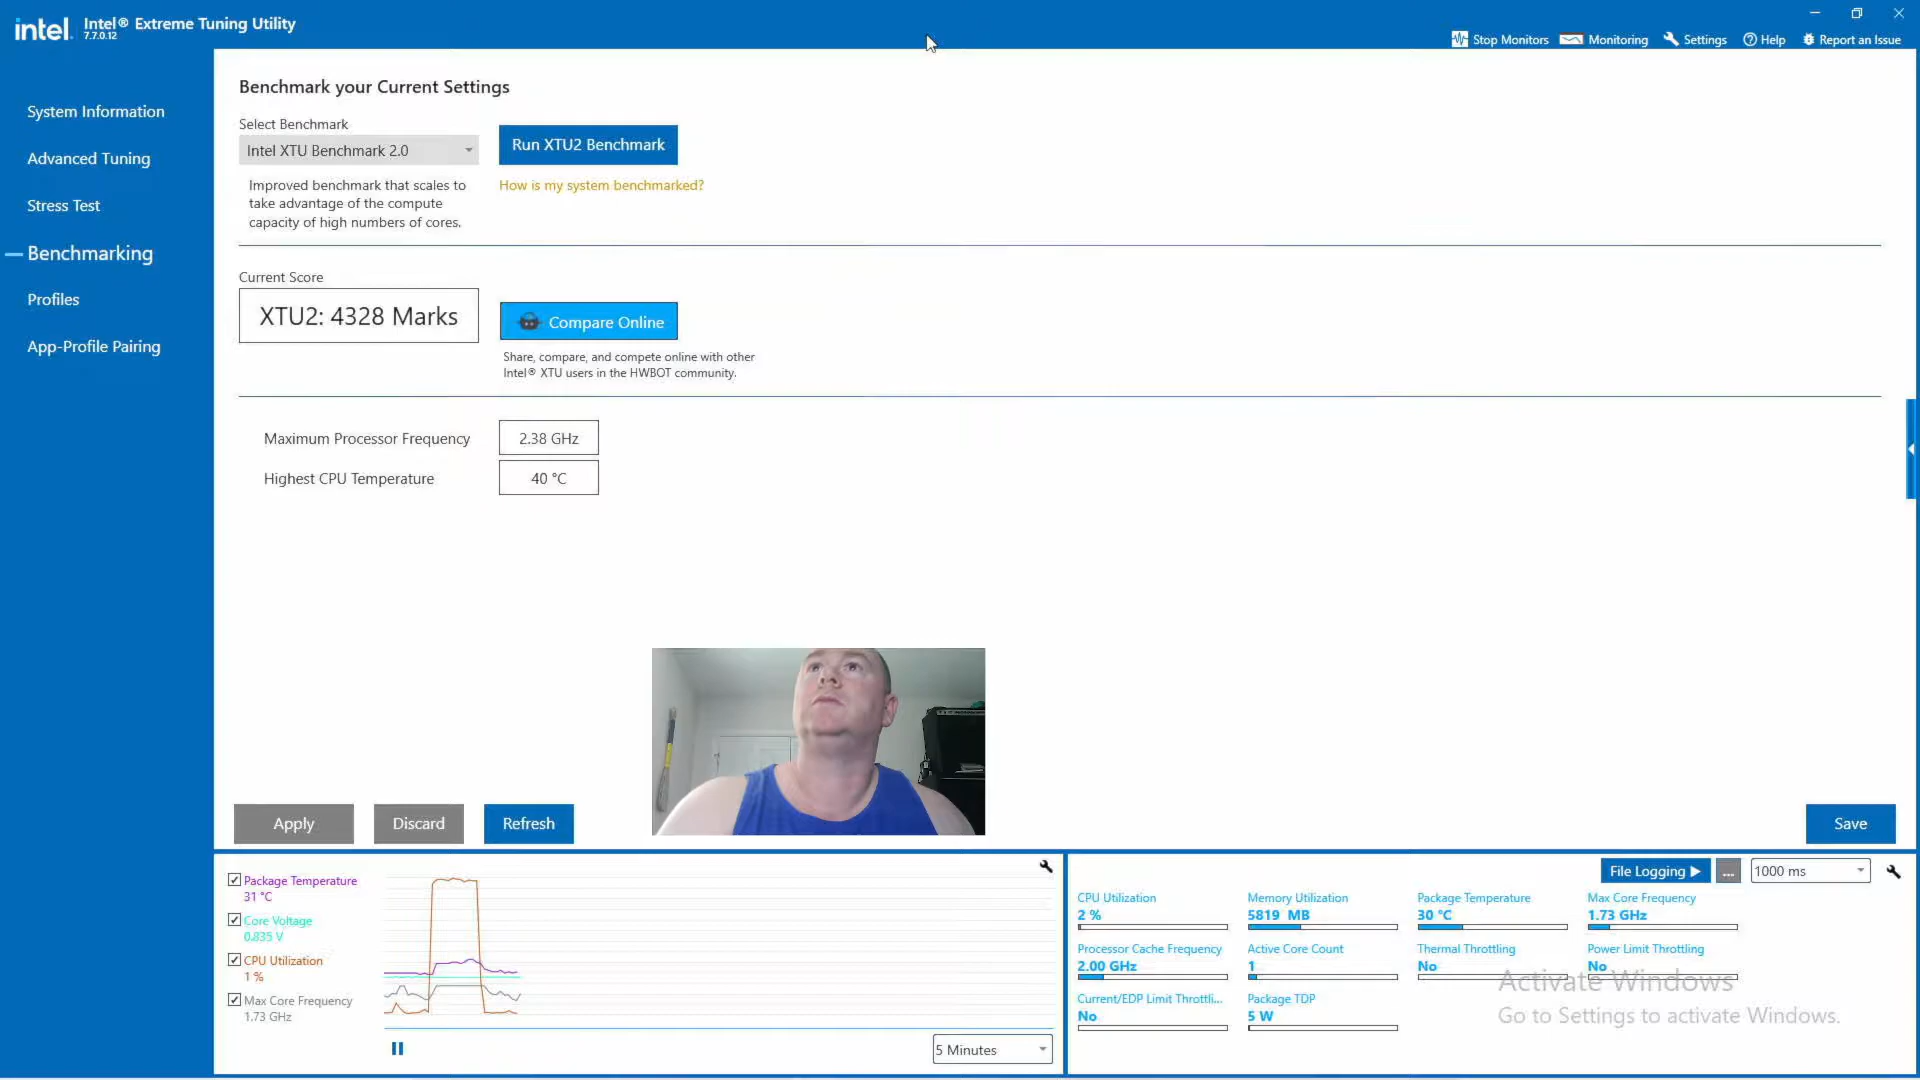 intel. Intel® Extreme Tuning Utility
7.7.0.12
Stop Monitors Monitoring Settings Help Report an Issue
System Information
Advanced Tuning
Stress Test
Benchmarking
Profiles
App-Profile Pairing
Benchmark your Current Settings
Select Benchmark
Intel XTU Benchmark 2.0
Run XTU2 Benchmark
Improved benchmark that scales to
take advantage of the compute
capacity of high numbers of cores.
How is my system benchmarked?
Current Score
XTU2: 4328 Marks
Compare Online
Share, compare, and compete online with other
Intel® XTU users in the HWBOT community.
Maximum Processor Frequency 2.38 GHz
Highest CPU Temperature 40 °C
Apply Discard Refresh Save
Package Temperature
31 °C
Core Voltage
0.835 V
CPU Utilization
1 %
Max Core Frequency
1.73 GHz
5 Minutes
File Logging ... 1000 ms
CPU Utilization Memory Utilization Package Temperature Max Core Frequency
2 % 5819 MB 30 °C 1.73 GHz
Processor Cache Frequency Active Core Count Thermal Throttling Power Limit Throttling
2.00 GHz 1 No No
Current/EDP Limit Throttli... Package TDP
No 5 W
Activate Windows
Go to Settings to activate Windows.